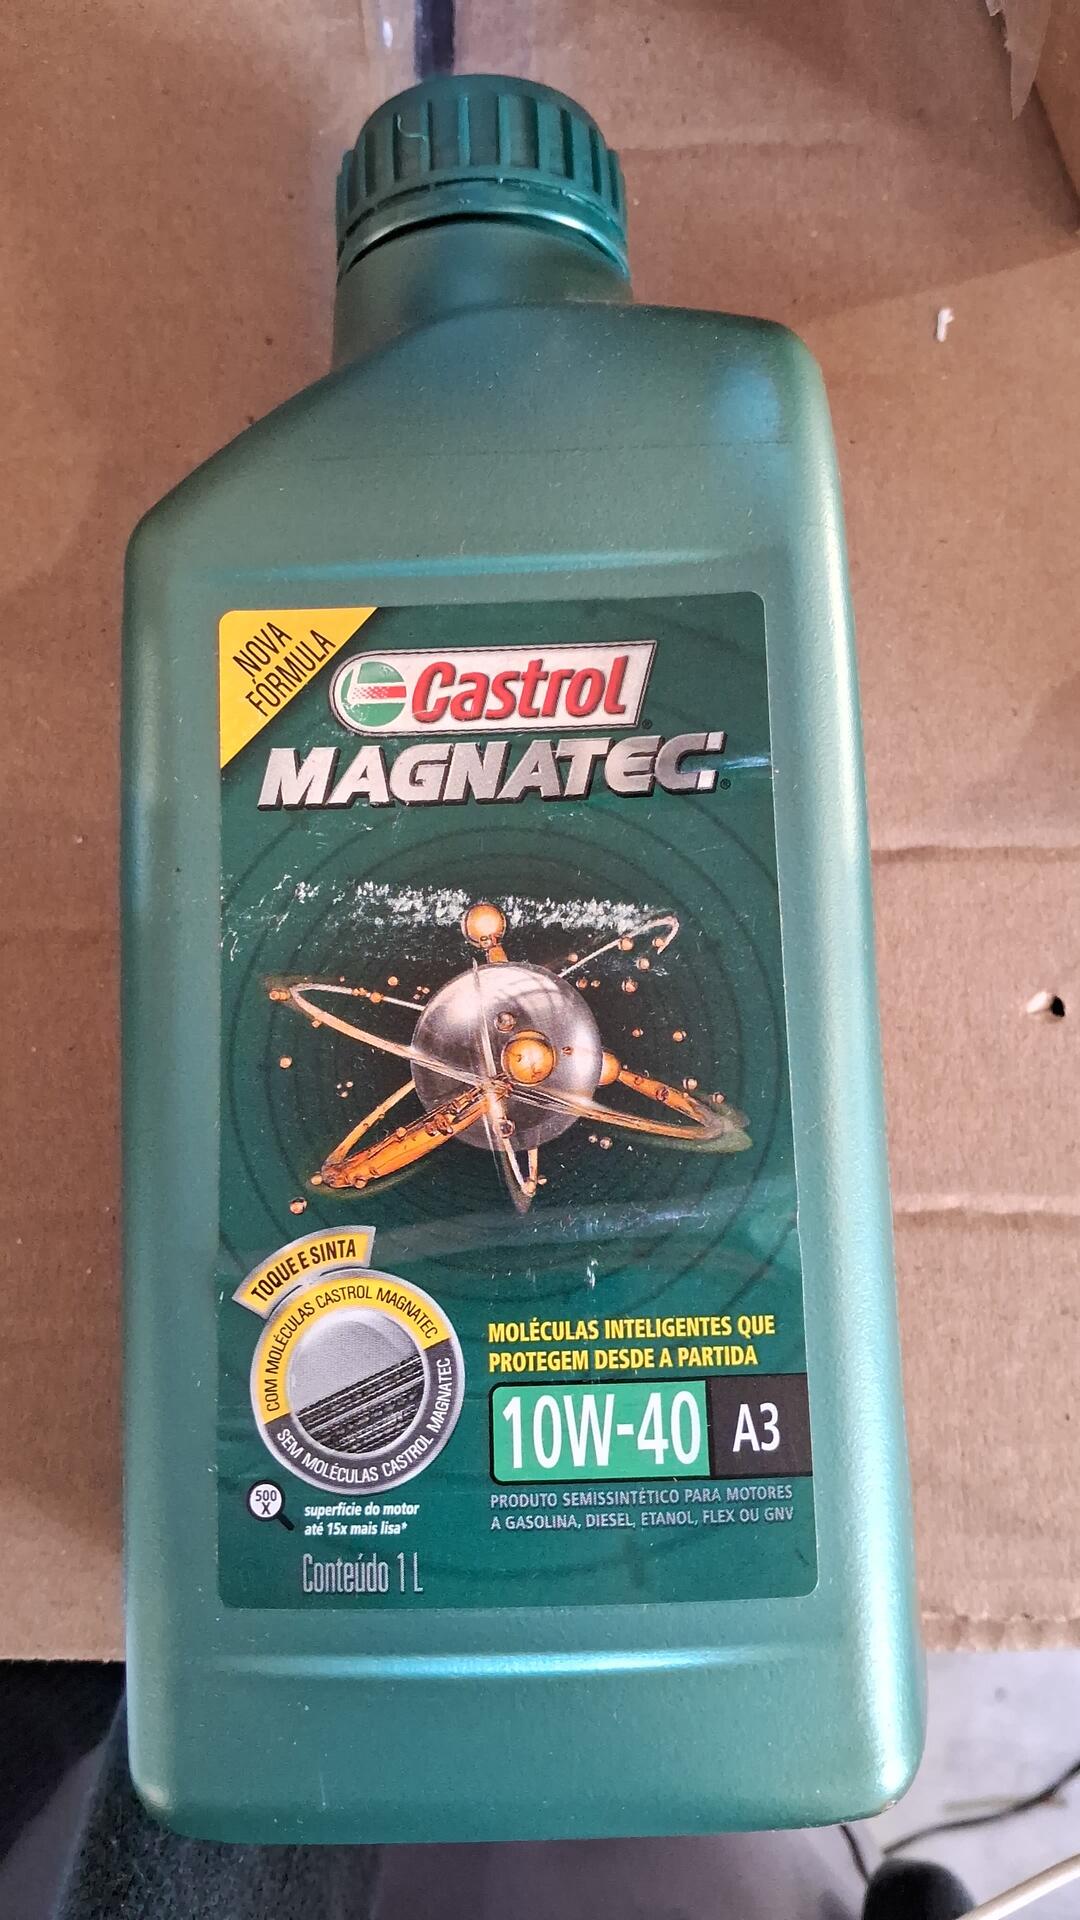 NOVA
FÓRMULA
Castrol
MAGNATEC
TOQUE E SINTA
COM MOLÉCULAS CASTROL MAGNATEC
SEM MOLÉCULAS CASTROL MAGNATEC
500
X
superfície do motor
até 15x mais lisa*
MOLÉCULAS INTELIGENTES QUE
PROTEGEM DESDE A PARTIDA
10W-40 A3
PRODUTO SEMISSINTÉTICO PARA MOTORES
A GASOLINA, DIESEL, ETANOL, FLEX OU GNV
Conteúdo 1 L